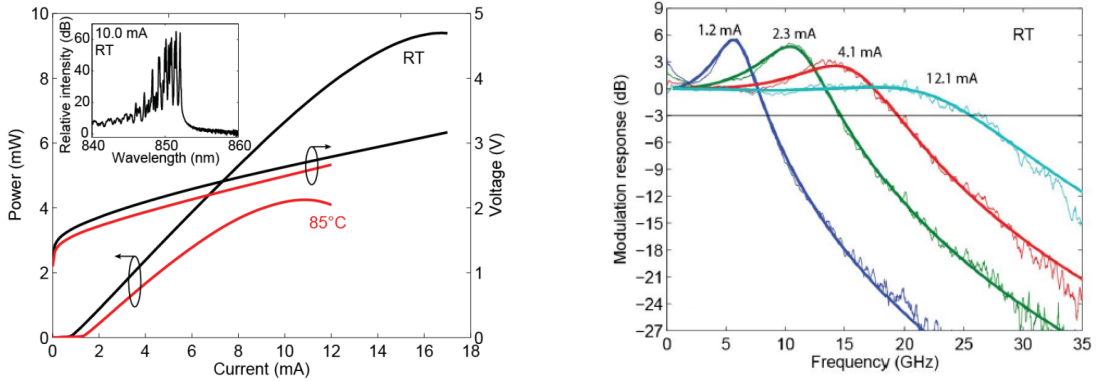 10
8
6
4
2
0
Power (mW)
5
4
3
2
1
0
Voltage (V)
0 2 4 6 8 10 12 14 16 18
Current (mA)
RT
85°C
10.0 mA
RT
80
60
40
20
0
Relative intensity (dB)
840 850 860
Wavelength (nm)
6
3
0
-3
-6
-9
-12
-15
-18
-21
-24
-27
Modulation response (dB)
1.2 mA
2.3 mA
4.1 mA
12.1 mA
RT
0 5 10 15 20 25 30 35
Frequency (GHz)